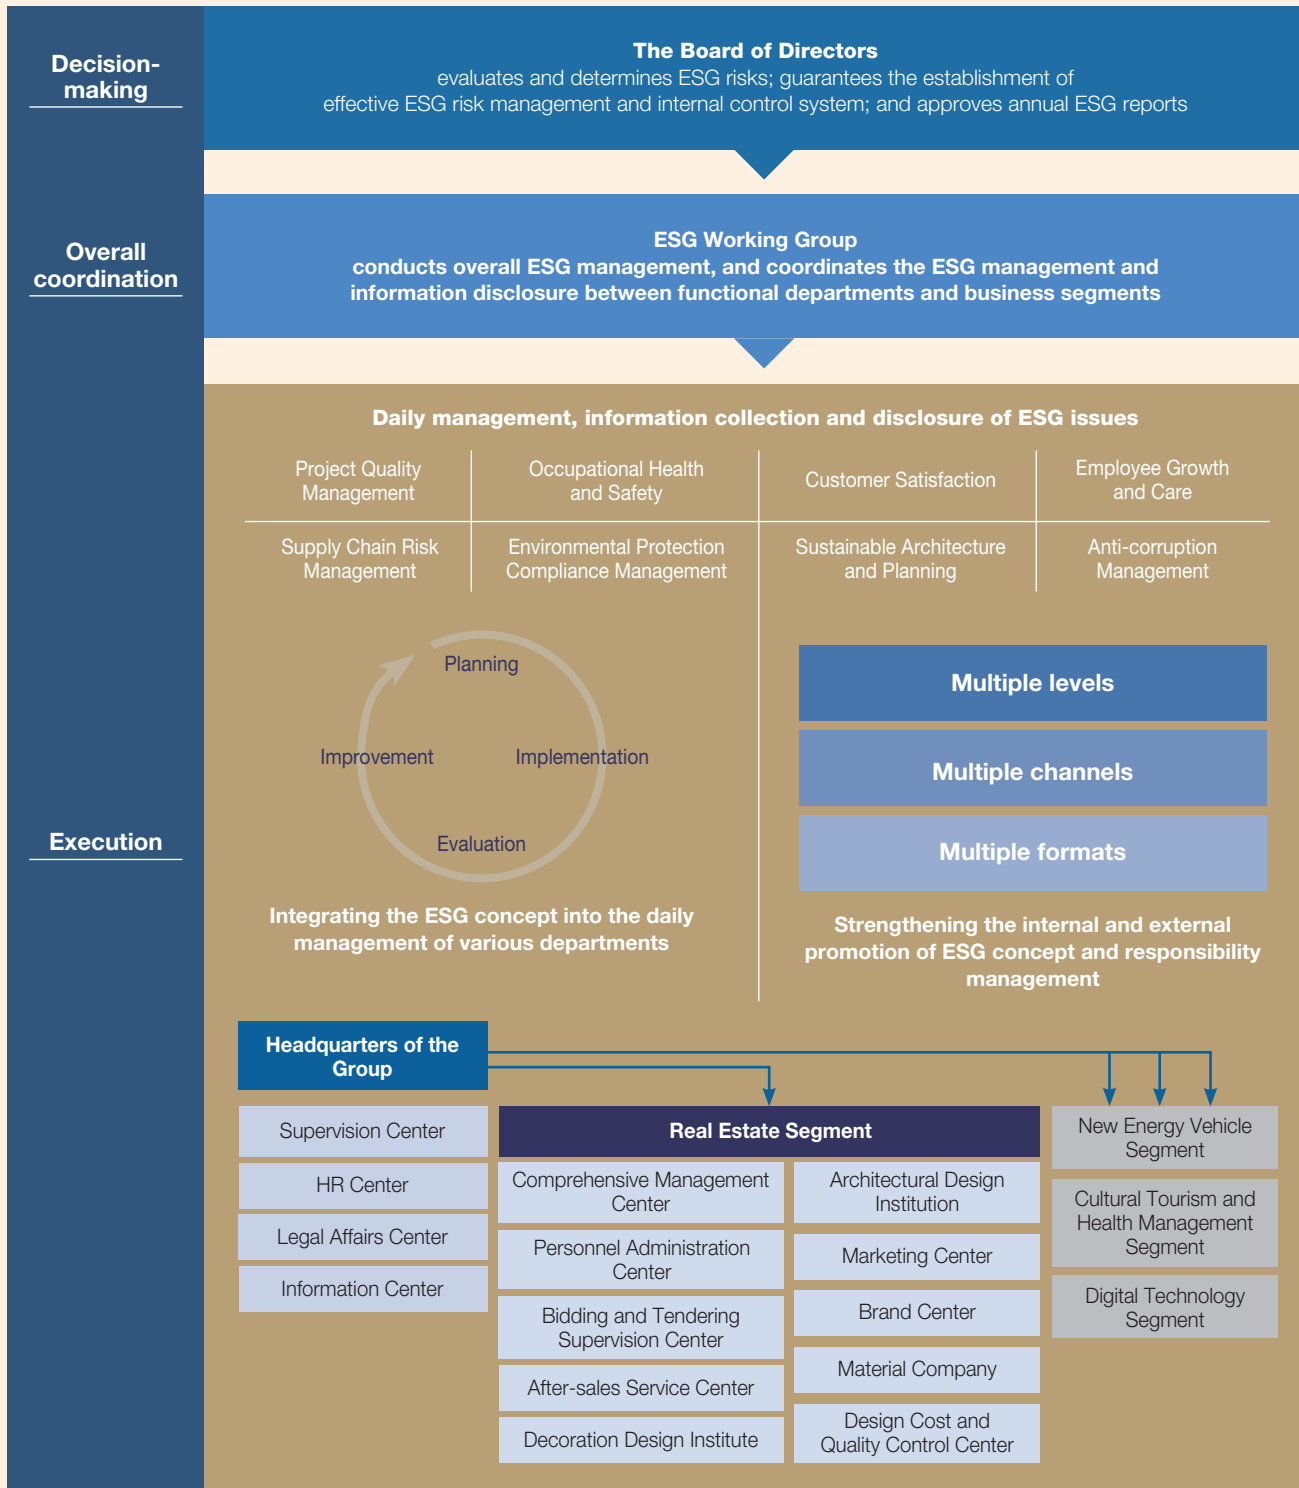 Decision-
making
The Board of Directors
evaluates and determines ESG risks; guarantees the establishment of
effective ESG risk management and internal control system; and approves annual ESG reports
Overall
coordination
ESG Working Group
conducts overall ESG management, and coordinates the ESG management and
information disclosure between functional departments and business segments
Execution
Daily management, information collection and disclosure of ESG issues
Project Quality
Management
Occupational Health
and Safety
Customer Satisfaction
Employee Growth
and Care
Supply Chain Risk
Management
Environmental Protection
Compliance Management
Sustainable Architecture
and Planning
Anti-corruption
Management
Planning
Improvement
Implementation
Evaluation
Integrating the ESG concept into the daily
management of various departments
Multiple levels
Multiple channels
Multiple formats
Strengthening the internal and external
promotion of ESG concept and responsibility
management
Headquarters of the
Group
Supervision Center
HR Center
Legal Affairs Center
Information Center
Real Estate Segment
Comprehensive Management
Center
Personnel Administration
Center
Bidding and Tendering
Supervision Center
After-sales Service Center
Decoration Design Institute
Architectural Design
Institution
Marketing Center
Brand Center
Material Company
Design Cost and
Quality Control Center
New Energy Vehicle
Segment
Cultural Tourism and
Health Management
Segment
Digital Technology
Segment